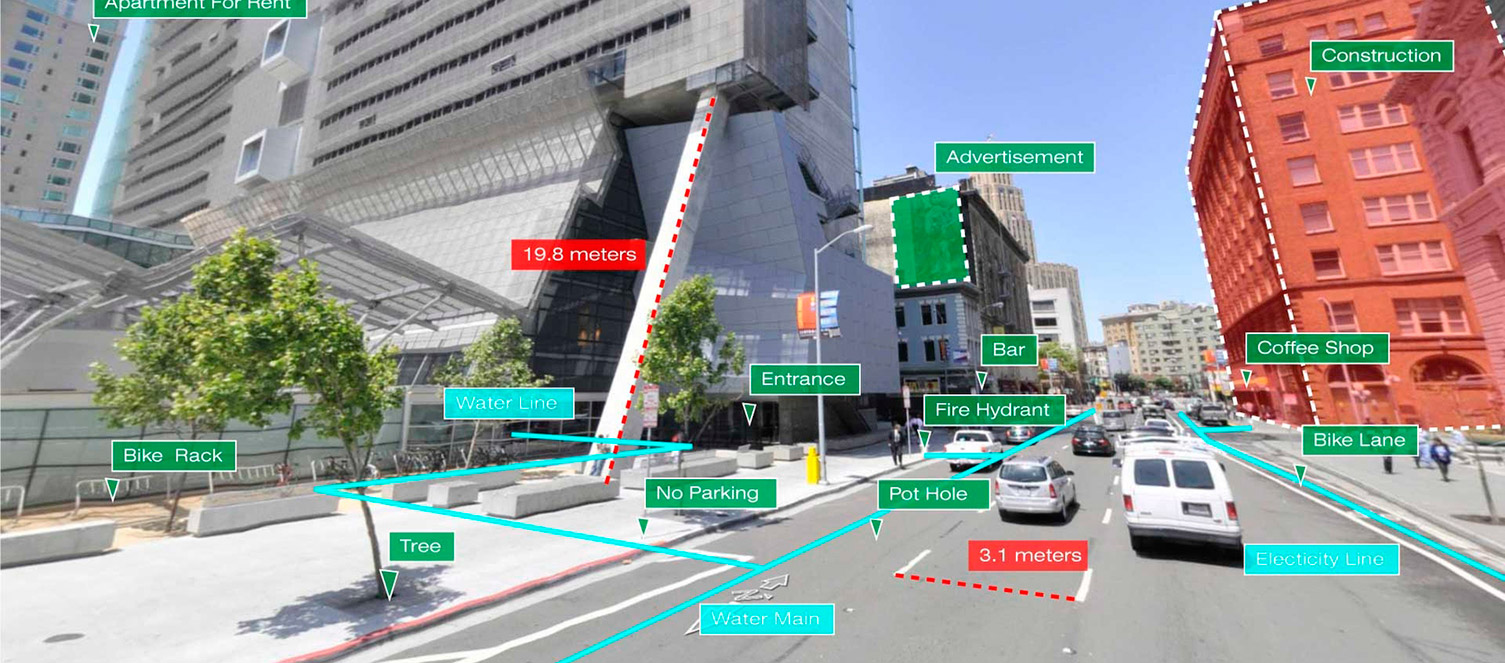 Apartment For Rent
Construction
Advertisement
19.8 meters
Bar
Coffee Shop
Entrance
Water Line
Fire Hydrant
Bike Lane
Bike Rack
No Parking
Pot Hole
Tree
3.1 meters
Electicity Line
Water Main